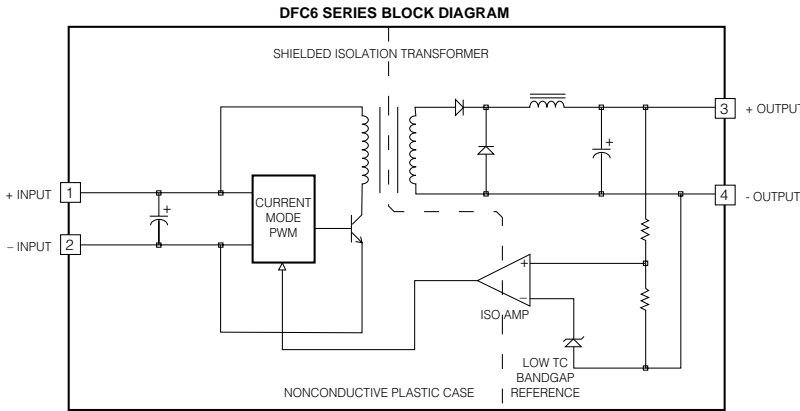 DFC6 SERIES BLOCK DIAGRAM
SHIELDED ISOLATION TRANSFORMER
3 + OUTPUT
+ INPUT 1
4 - OUTPUT
CURRENT
MODE
PWM
– INPUT 2
+
+
+
–
ISO AMP
LOW TC
BANDGAP
REFERENCE
NONCONDUCTIVE PLASTIC CASE